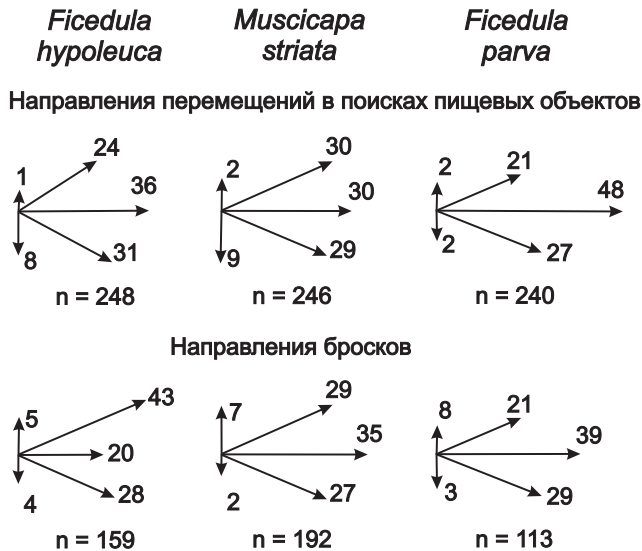 Ficedula hypoleuca
Muscicapa striata
Ficedula parva
Направления перемещений в поисках пищевых объектов
1 24 36 31 8
2 30 30 29 9
2 21 48 27 2
n = 248 n = 246 n = 240
Направления бросков
5 43 20 28 4
7 29 35 27 2
8 21 39 29 3
n = 159 n = 192 n = 113